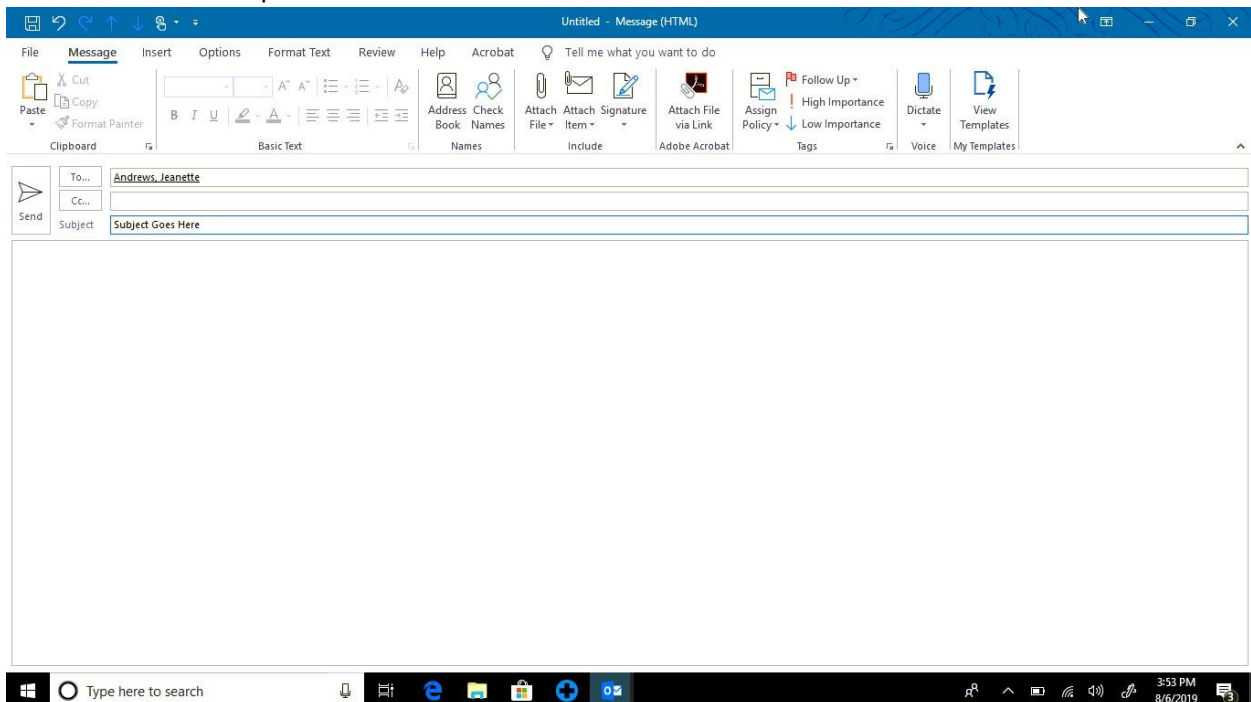 Untitled - Message (HTML)
File Message Insert Options Format Text Review Help Acrobat Tell me what you want to do
Paste
Cut
Copy
Format Painter
Clipboard
B I U A
Basic Text
Address Book
Check Names
Names
Attach File
Attach Item
Signature
Include
Attach File via Link
Adobe Acrobat
Assign Policy
Follow Up
High Importance
Low Importance
Tags
Dictate
Voice
View Templates
My Templates
Send
To... Andrews, Jeanette
Cc...
Subject Subject Goes Here
Type here to search
3:53 PM
8/6/2019
3